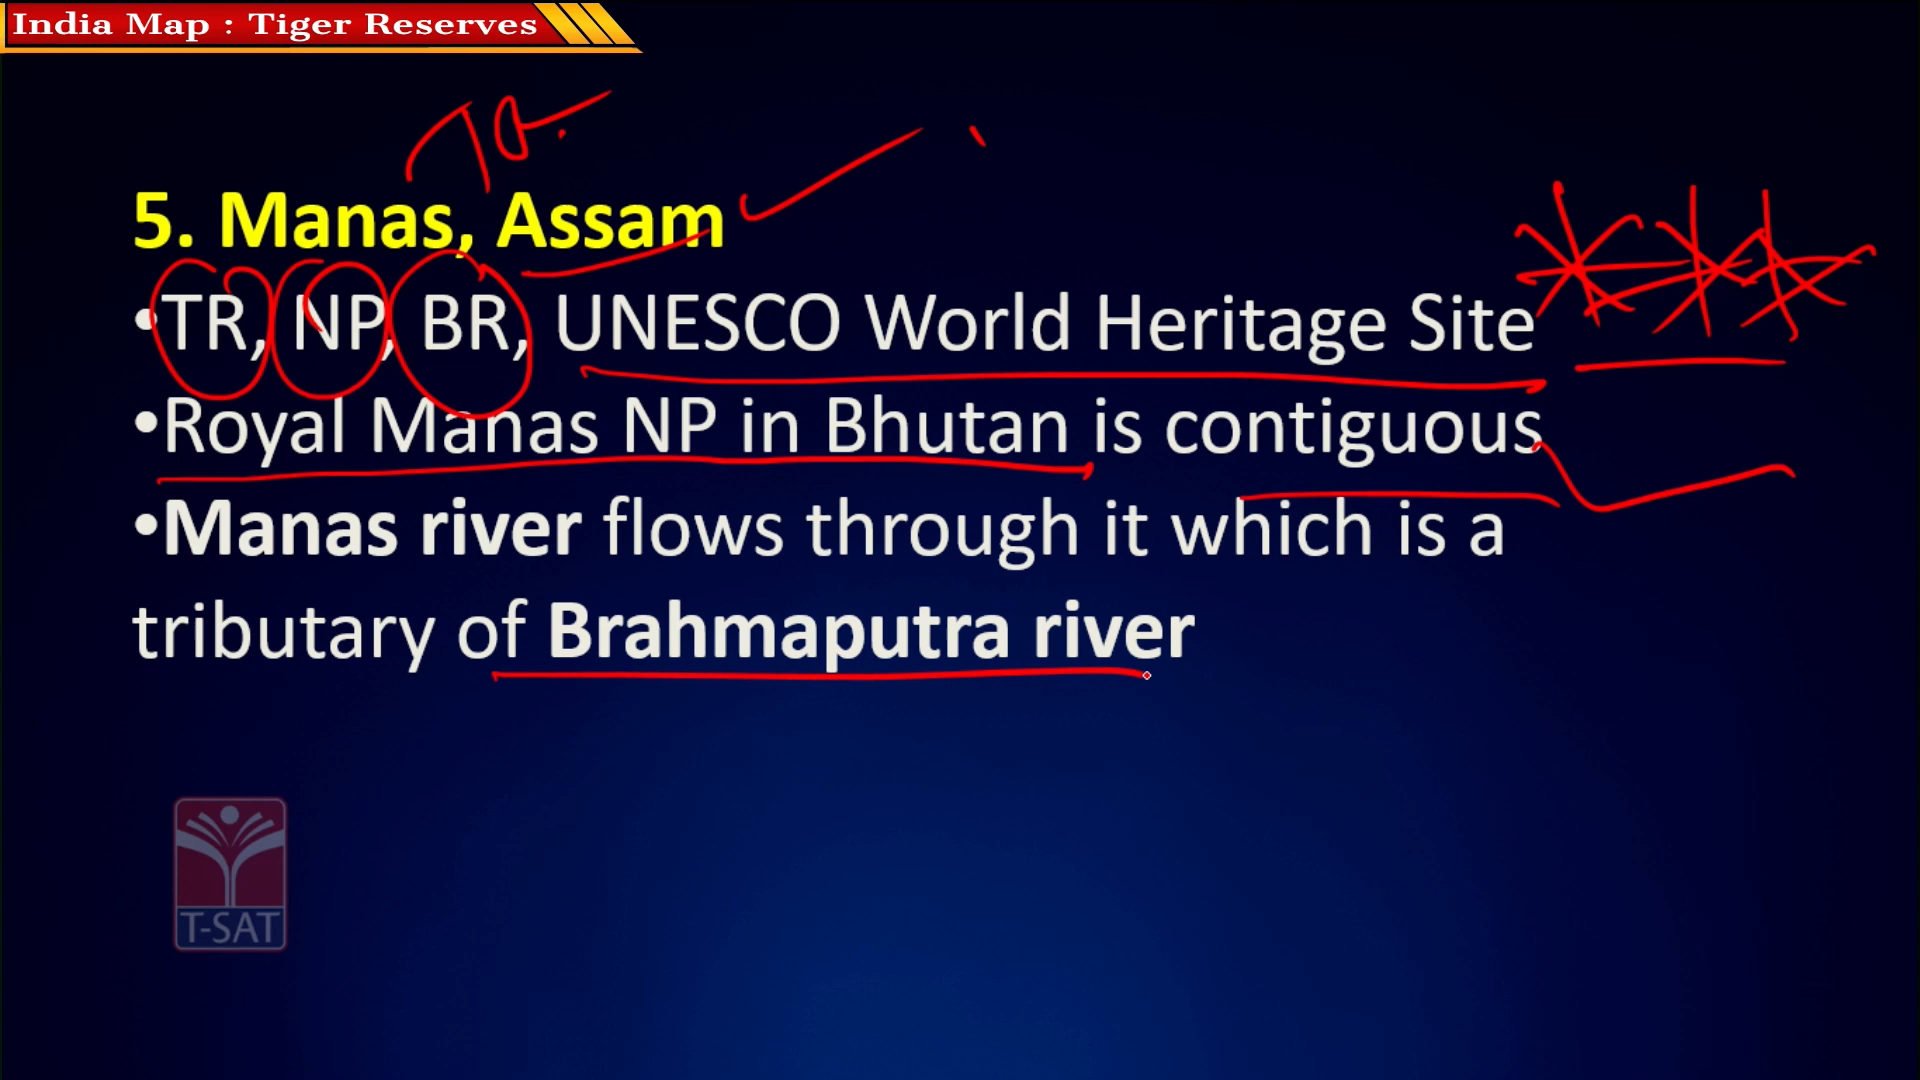 India Map : Tiger Reserves
5. Manas, Assam
•TR, NP, BR, UNESCO World Heritage Site
•Royal Manas NP in Bhutan is contiguous
•Manas river flows through it which is a
tributary of Brahmaputra river
T-SAT